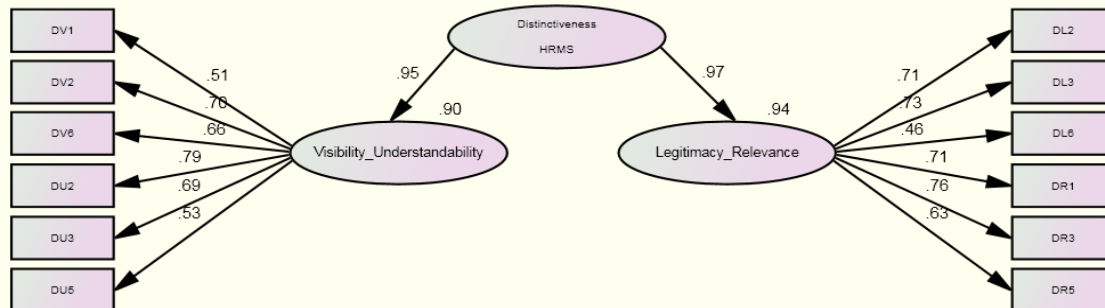 Distinctiveness
HRMS
DV1
DV2
DV6
DU2
DU3
DU5
.51
.70
.66
.79
.69
.53
.95
.90
Visibility_Understandability
.97
.94
Legitimacy_Relevance
.71
.73
.46
.71
.76
.63
DL2
DL3
DL6
DR1
DR3
DR5